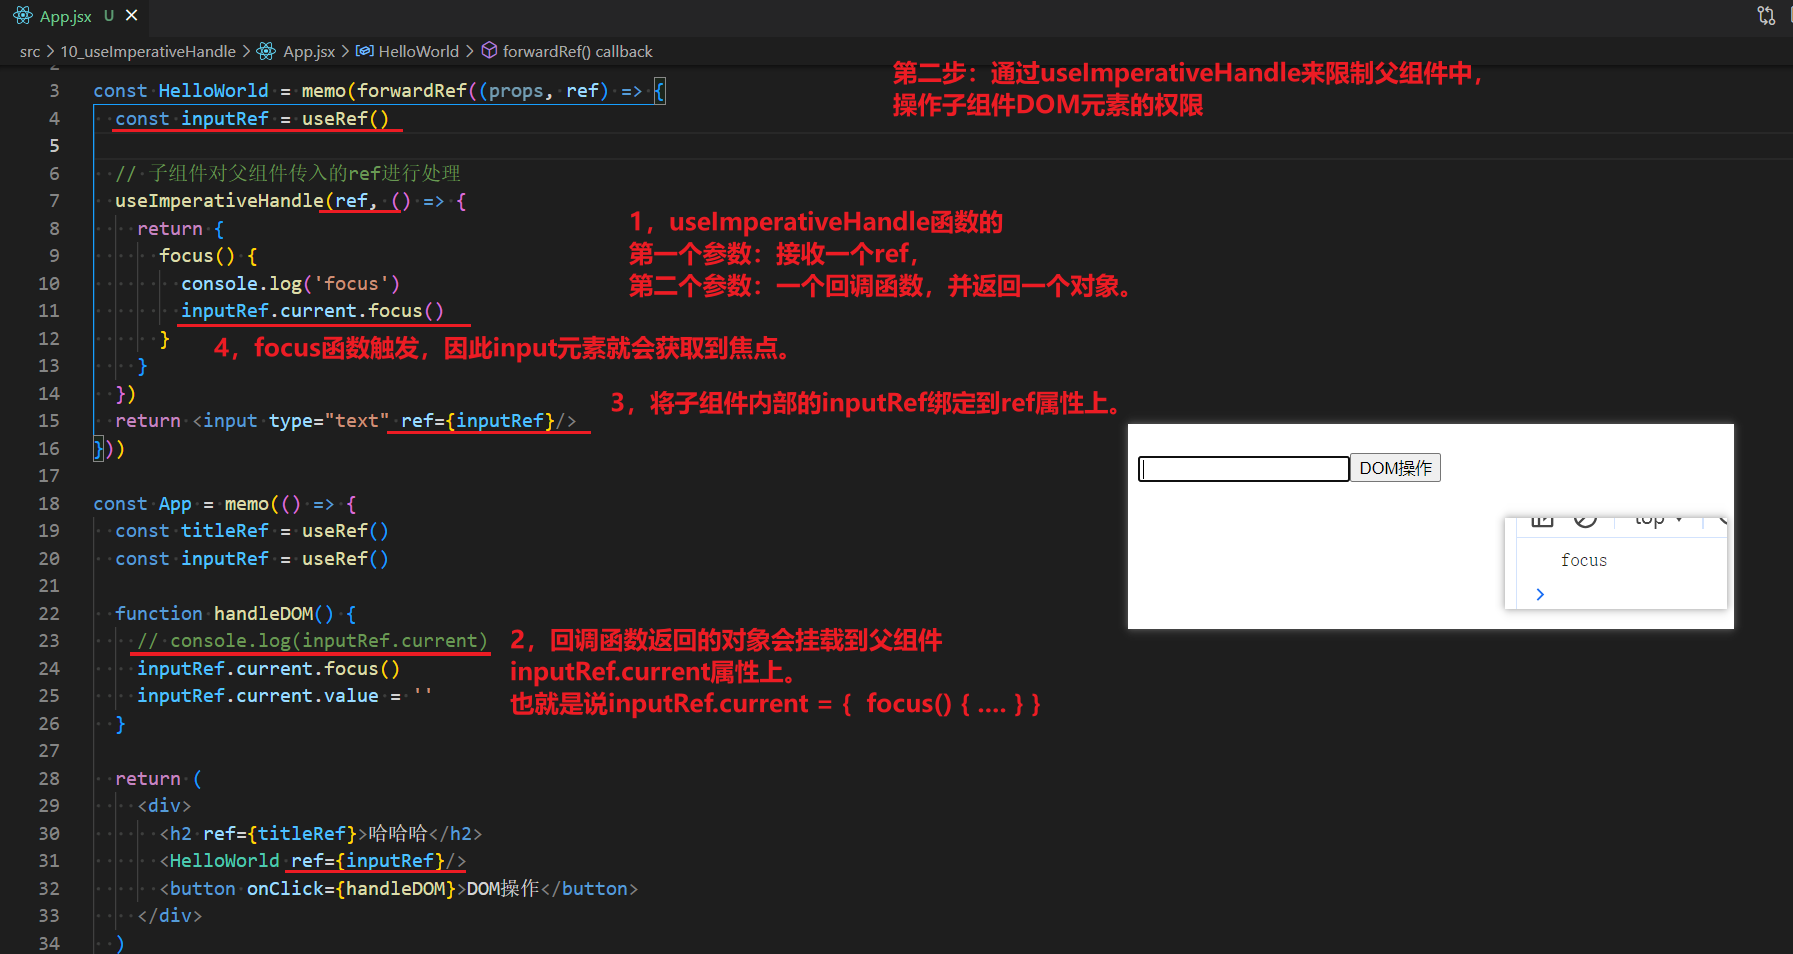 App.jsx U
src > 10_useImperativeHandle > App.jsx > HelloWorld > forwardRef() callback
第二步：通过useImperativeHandle来限制父组件中，
操作子组件DOM元素的权限
3 const HelloWorld = memo(forwardRef((props, ref) => {
4 const inputRef = useRef()
5
6 // 子组件对父组件传入的ref进行处理
7 useImperativeHandle(ref, () => {
8 return {
9 focus() {
10 console.log('focus')
11 inputRef.current.focus()
12 }
13 }
14 })
15 return <input type="text" ref={inputRef}/>
16 }))
17
18 const App = memo(() => {
19 const titleRef = useRef()
20 const inputRef = useRef()
21
22 function handleDOM() {
23 // console.log(inputRef.current)
24 inputRef.current.focus()
25 inputRef.current.value = ''
26 }
27
28 return (
29 <div>
30 <h2 ref={titleRef}>哈哈哈</h2>
31 <HelloWorld ref={inputRef}/>
32 <button onClick={handleDOM}>DOM操作</button>
33 </div>
34 )
1，useImperativeHandle函数的
第一个参数：接收一个ref，
第二个参数：一个回调函数，并返回一个对象。
4，focus函数触发，因此input元素就会获取到焦点。
3，将子组件内部的inputRef绑定到ref属性上。
2，回调函数返回的对象会挂载到父组件
inputRef.current属性上。
也就是说inputRef.current = { focus() { .... } }
DOM操作
top
focus
>